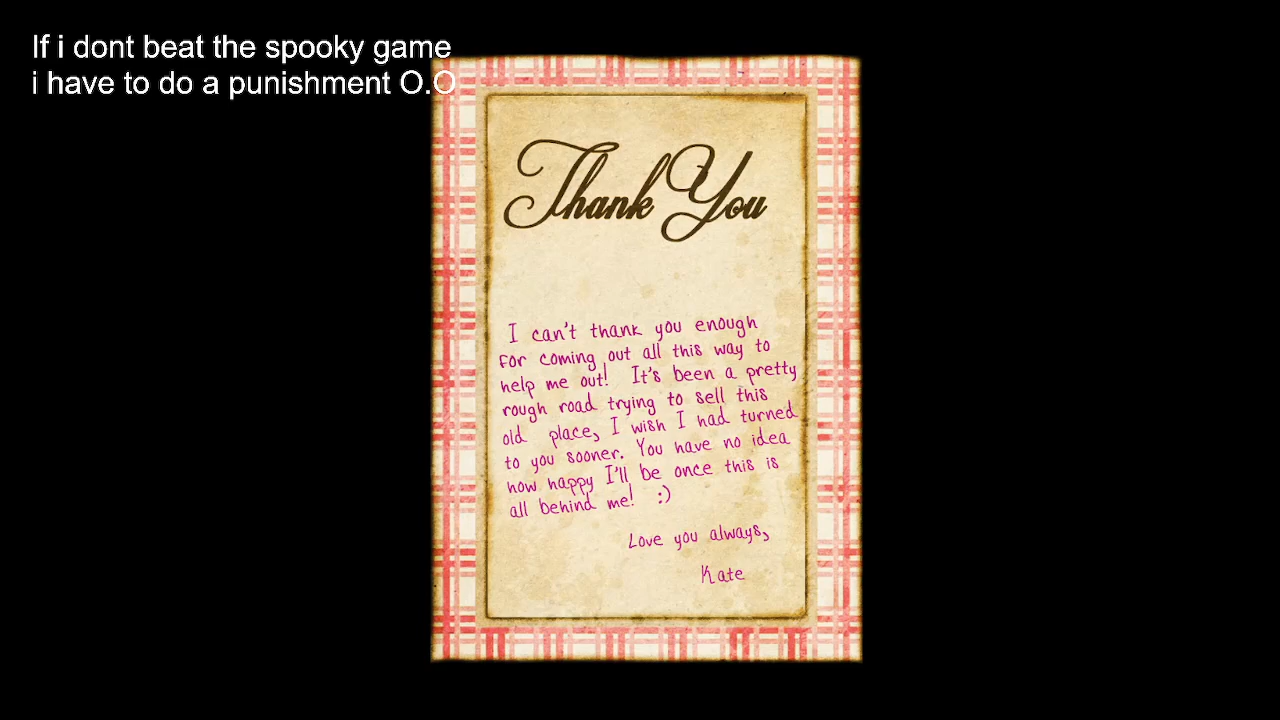 If i dont beat the spooky game
i have to do a punishment O.O
Thank You
I can't thank you enough
for coming out all this way to
help me out! It's been a pretty
rough road trying to sell this
old place, I wish I had turned
to you sooner. You have no idea
how happy I'll be once this is
all behind me! :)
Love you always,
Kate